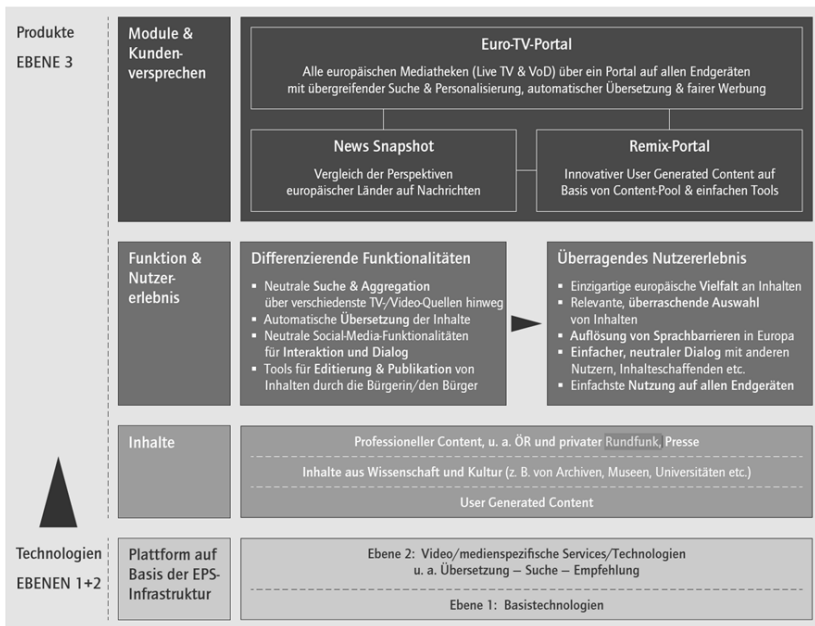 Produkte
EBENE 3
Module &
Kunden-
versprechen
Euro-TV-Portal
Alle europäischen Mediatheken (Live TV & VoD) über ein Portal auf allen Endgeräten
mit übergreifender Suche & Personalisierung, automatischer Übersetzung & fairer Werbung
News Snapshot
Vergleich der Perspektiven
europäischer Länder auf Nachrichten
Remix-Portal
Innovativer User Generated Content auf
Basis von Content-Pool & einfachen Tools
Funktion &
Nutzer-
erlebnis
Differenzierende Funktionalitäten
▪ Neutrale Suche & Aggregation
über verschiedenste TV-/Video-Quellen hinweg
▪ Automatische Übersetzung der Inhalte
▪ Neutrale Social-Media-Funktionalitäten
für Interaktion und Dialog
▪ Tools für Editierung & Publikation von
Inhalten durch die Bürgerin/den Bürger
Überragendes Nutzererlebnis
▪ Einzigartige europäische Vielfalt an Inhalten
▪ Relevante, überraschende Auswahl
von Inhalten
▪ Auflösung von Sprachbarrieren in Europa
▪ Einfacher, neutraler Dialog mit anderen
Nutzern, Inhalteschaffenden etc.
▪ Einfachste Nutzung auf allen Endgeräten
Inhalte
Professioneller Content, u. a. ÖR und privater Rundfunk, Presse
Inhalte aus Wissenschaft und Kultur (z. B. von Archiven, Museen, Universitäten etc.)
User Generated Content
Technologien
EBENEN 1+2
Plattform auf
Basis der EPS-
Infrastruktur
Ebene 2: Video/medienspezifische Services/Technologien
u. a. Übersetzung – Suche – Empfehlung
Ebene 1: Basistechnologien